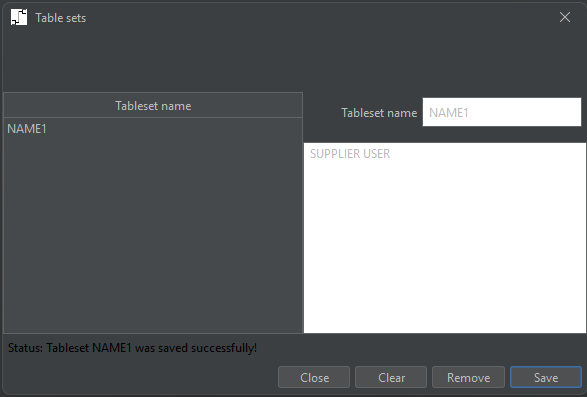 Table sets
Tableset name
NAME1
Tableset name NAME1
SUPPLIER USER
Status: Tableset NAME1 was saved successfully!
Close Clear Remove Save